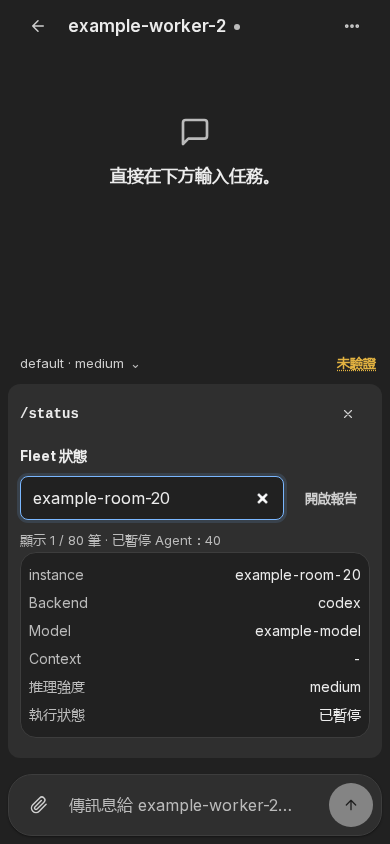 example-worker-2
直接在下方輸入任務。
default · medium
未驗證
/status
Fleet 狀態
example-room-20
開啟報告
顯示 1 / 80 筆 · 已暫停 Agent：40
instance example-room-20
Backend codex
Model example-model
Context -
推理強度 medium
執行狀態 已暫停
傳訊息給 example-worker-2…